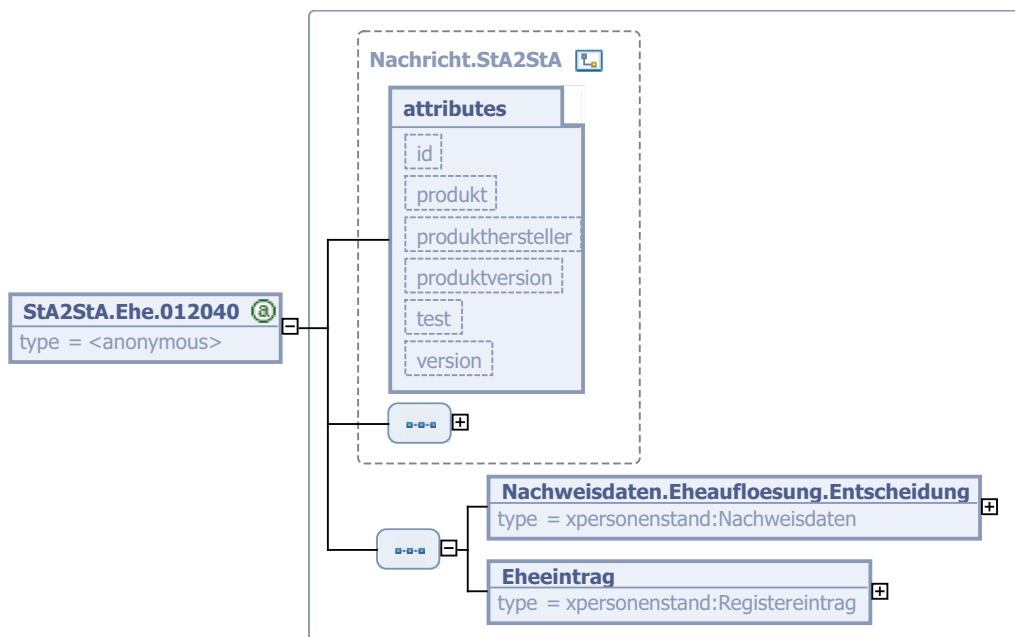 Nachricht.StA2StA
attributes
id
produkt
produkthersteller
produktversion
test
version
StA2StA.Ehe.012040 @
type = <anonymous>
Nachweisdaten.Eheaufloesung.Entscheidung
type = xpersonenstand:Nachweisdaten
Eheeintrag
type = xpersonenstand:Registereintrag